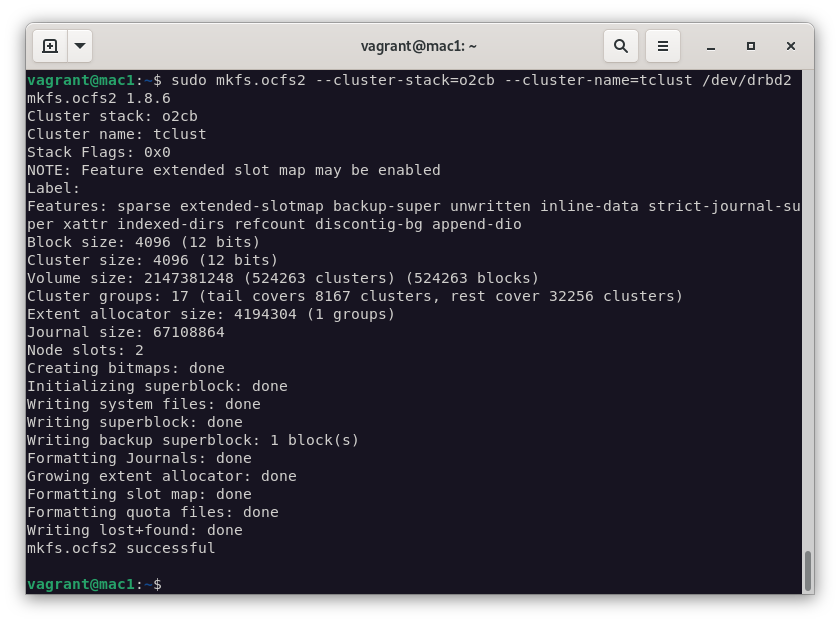 vagrant@mac1: ~
vagrant@mac1:~$ sudo mkfs.ocfs2 --cluster-stack=o2cb --cluster-name=tclust /dev/drbd2
mkfs.ocfs2 1.8.6
Cluster stack: o2cb
Cluster name: tclust
Stack Flags: 0x0
NOTE: Feature extended slot map may be enabled
Label:
Features: sparse extended-slotmap backup-super unwritten inline-data strict-journal-su
per xattr indexed-dirs refcount discontig-bg append-dio
Block size: 4096 (12 bits)
Cluster size: 4096 (12 bits)
Volume size: 2147381248 (524263 clusters) (524263 blocks)
Cluster groups: 17 (tail covers 8167 clusters, rest cover 32256 clusters)
Extent allocator size: 4194304 (1 groups)
Journal size: 67108864
Node slots: 2
Creating bitmaps: done
Initializing superblock: done
Writing system files: done
Writing superblock: done
Writing backup superblock: 1 block(s)
Formatting Journals: done
Growing extent allocator: done
Formatting slot map: done
Formatting quota files: done
Writing lost+found: done
mkfs.ocfs2 successful
vagrant@mac1:~$